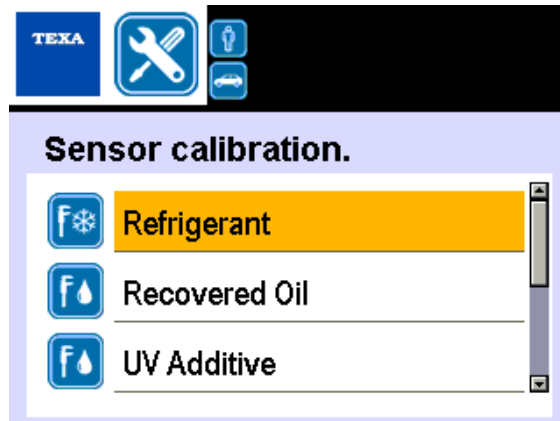 TEXA
Sensor calibration.
Refrigerant
Recovered Oil
UV Additive